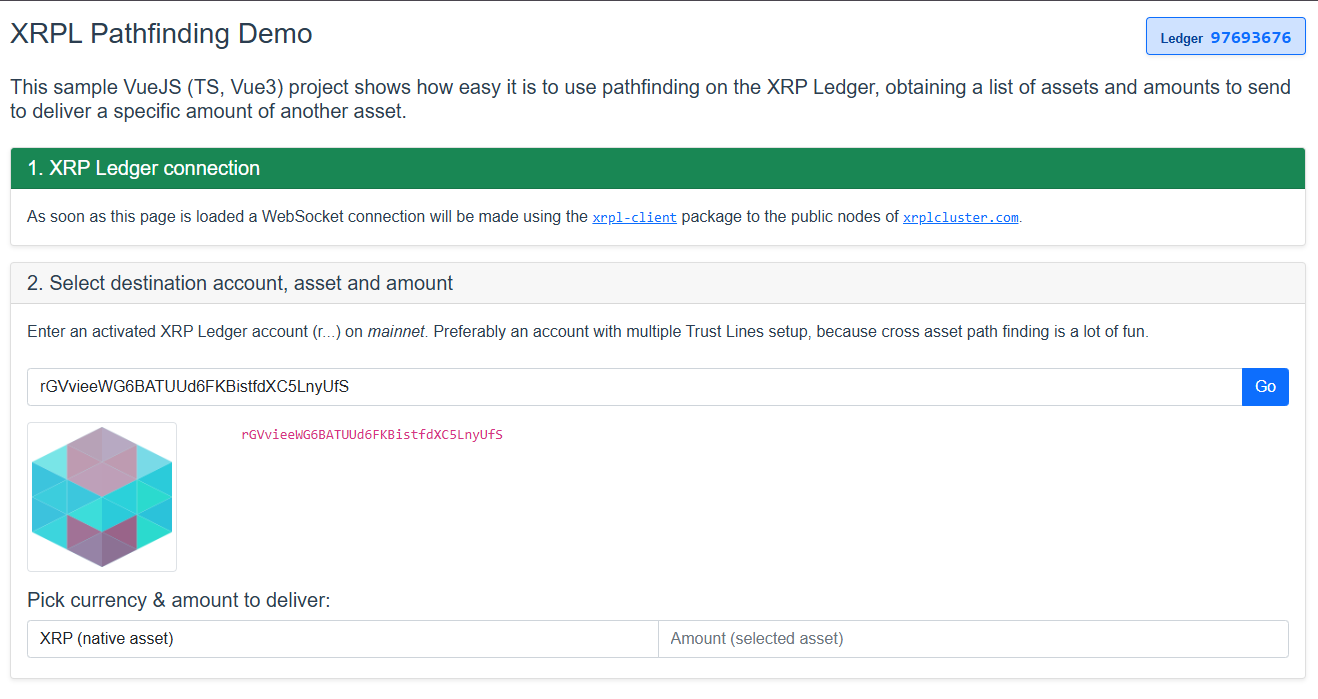 XRPL Pathfinding Demo
Ledger 97693676
This sample VueJS (TS, Vue3) project shows how easy it is to use pathfinding on the XRP Ledger, obtaining a list of assets and amounts to send
to deliver a specific amount of another asset.
1. XRP Ledger connection
As soon as this page is loaded a WebSocket connection will be made using the xrpl-client package to the public nodes of xrplcluster.com.
2. Select destination account, asset and amount
Enter an activated XRP Ledger account (r...) on mainnet. Preferably an account with multiple Trust Lines setup, because cross asset path finding is a lot of fun.
rGVvieeWG6BATUUd6FKBistfdXC5LnyUfS
Go
rGVvieeWG6BATUUd6FKBistfdXC5LnyUfS
Pick currency & amount to deliver:
XRP (native asset)
Amount (selected asset)